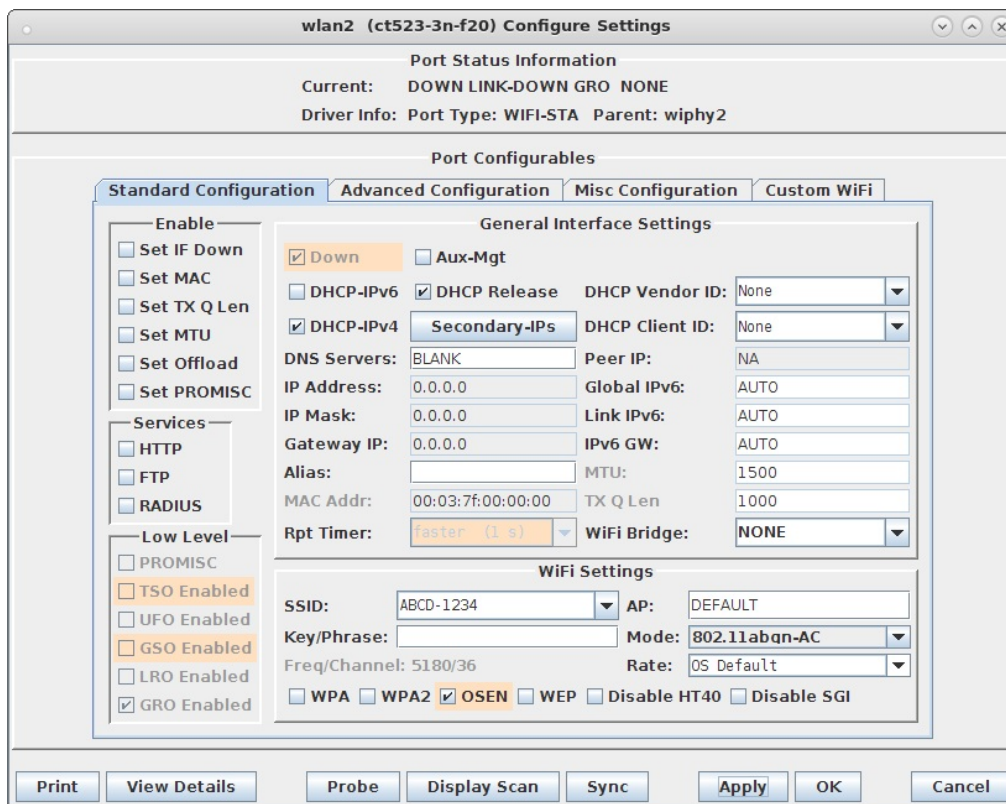 wlan2 (ct523-3n-f20) Configure Settings
Port Status Information
Current: DOWN LINK-DOWN GRO NONE
Driver Info: Port Type: WIFI-STA Parent: wiphy2
Port Configurables
Standard Configuration Advanced Configuration Misc Configuration Custom WiFi
Enable
Set IF Down
Set MAC
Set TX Q Len
Set MTU
Set Offload
Set PROMISC
Services
HTTP
FTP
RADIUS
Low Level
PROMISC
TSO Enabled
UFO Enabled
GSO Enabled
LRO Enabled
GRO Enabled
General Interface Settings
Down Aux-Mgt
DHCP-IPv6 DHCP Release DHCP Vendor ID: None
DHCP-IPv4 Secondary-IPs DHCP Client ID: None
DNS Servers: BLANK Peer IP: NA
IP Address: 0.0.0.0 Global IPv6: AUTO
IP Mask: 0.0.0.0 Link IPv6: AUTO
Gateway IP: 0.0.0.0 IPv6 GW: AUTO
Alias: MTU: 1500
MAC Addr: 00:03:7f:00:00:00 TX Q Len 1000
Rpt Timer: faster (1 s) WiFi Bridge: NONE
WiFi Settings
SSID: ABCD-1234 AP: DEFAULT
Key/Phrase: Mode: 802.11abgn-AC
Freq/Channel: 5180/36 Rate: OS Default
WPA WPA2 OSEN WEP Disable HT40 Disable SGI
Print View Details Probe Display Scan Sync Apply OK Cancel